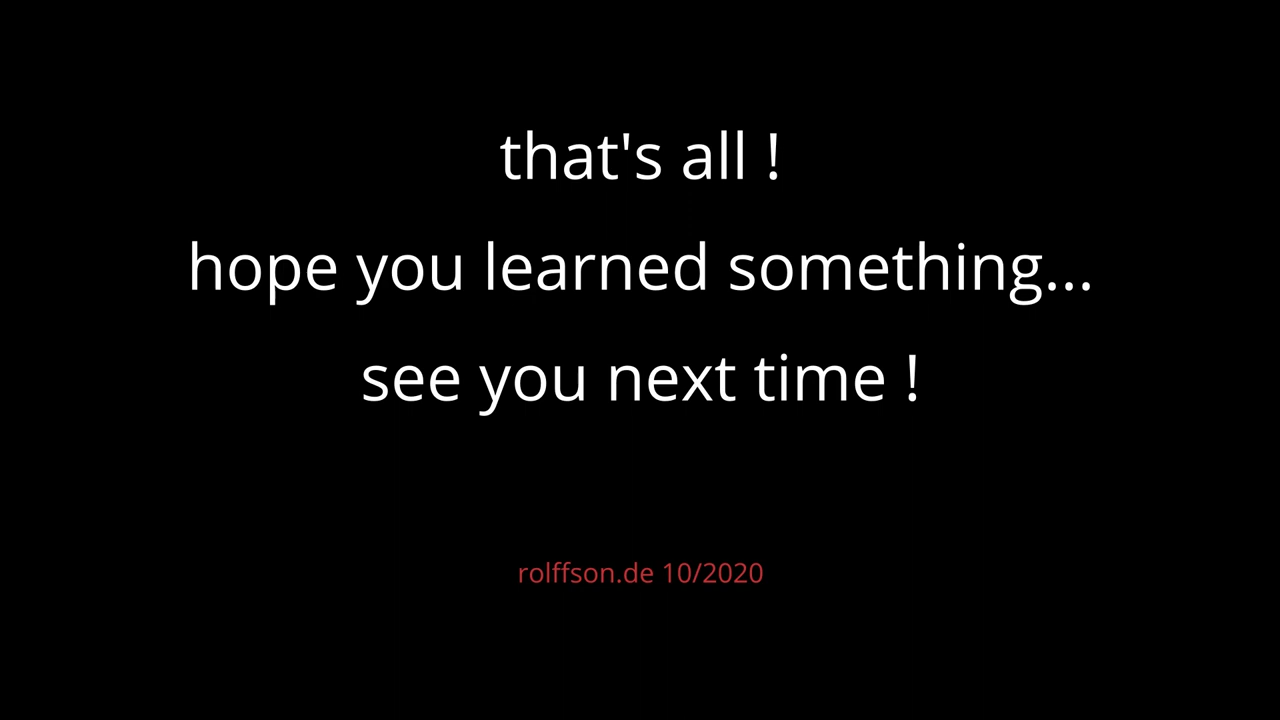 that's all !
hope you learned something...
see you next time !
rolffson.de 10/2020